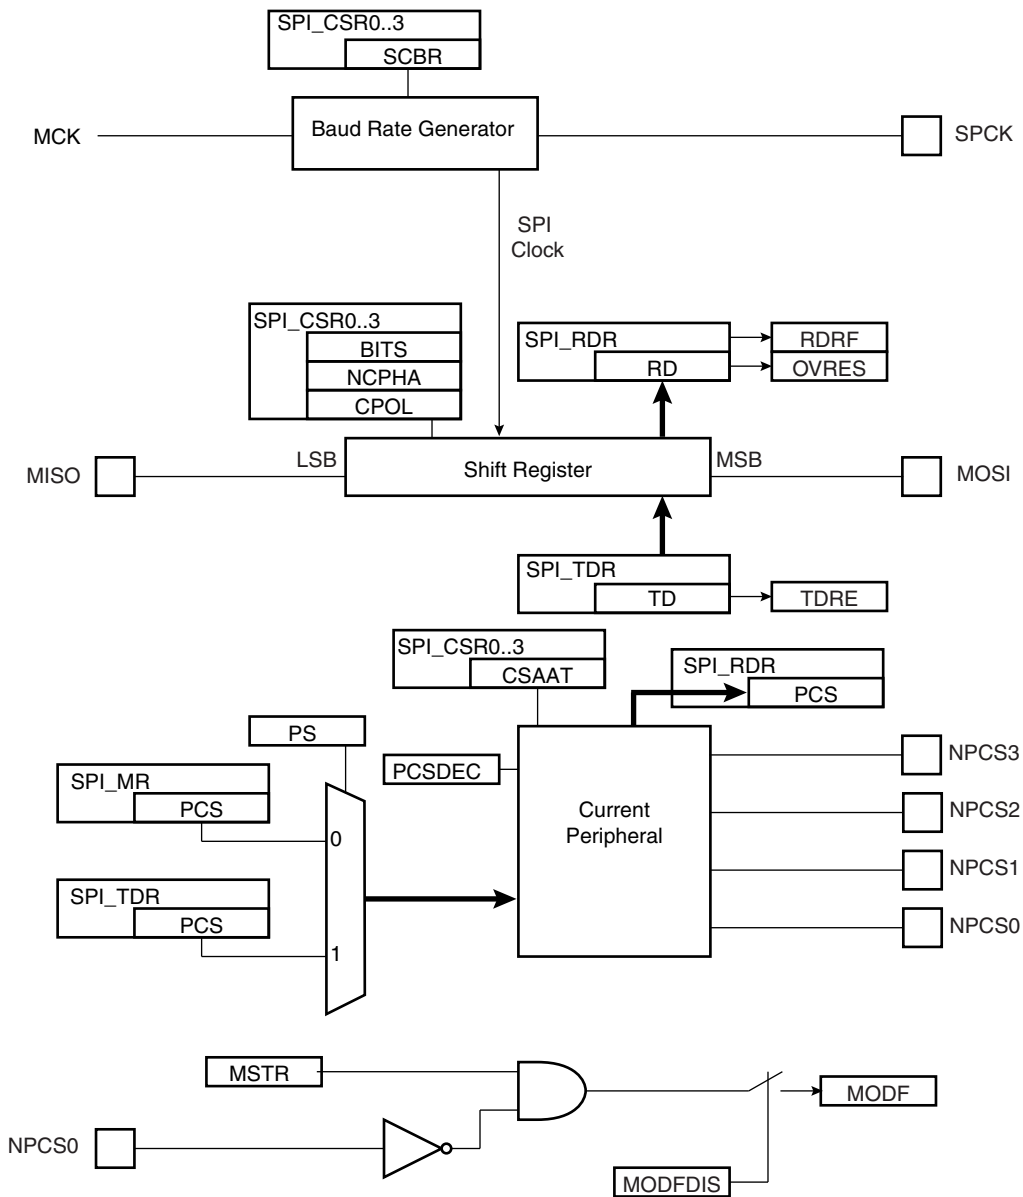 SPI_CSR0..3
SCBR
MCK
Baud Rate Generator
SPCK
SPI
Clock
SPI_CSR0..3
BITS
NCPHA
CPOL
SPI_RDR
RD
RDRF
OVRES
MISO
LSB
Shift Register
MSB
MOSI
SPI_TDR
TD
TDRE
SPI_CSR0..3
CSAAT
SPI_RDR
PCS
PS
PCSDEC
SPI_MR
PCS
0
SPI_TDR
PCS
1
Current
Peripheral
NPCS3
NPCS2
NPCS1
NPCS0
MSTR
NPCS0
MODF
MODFDIS